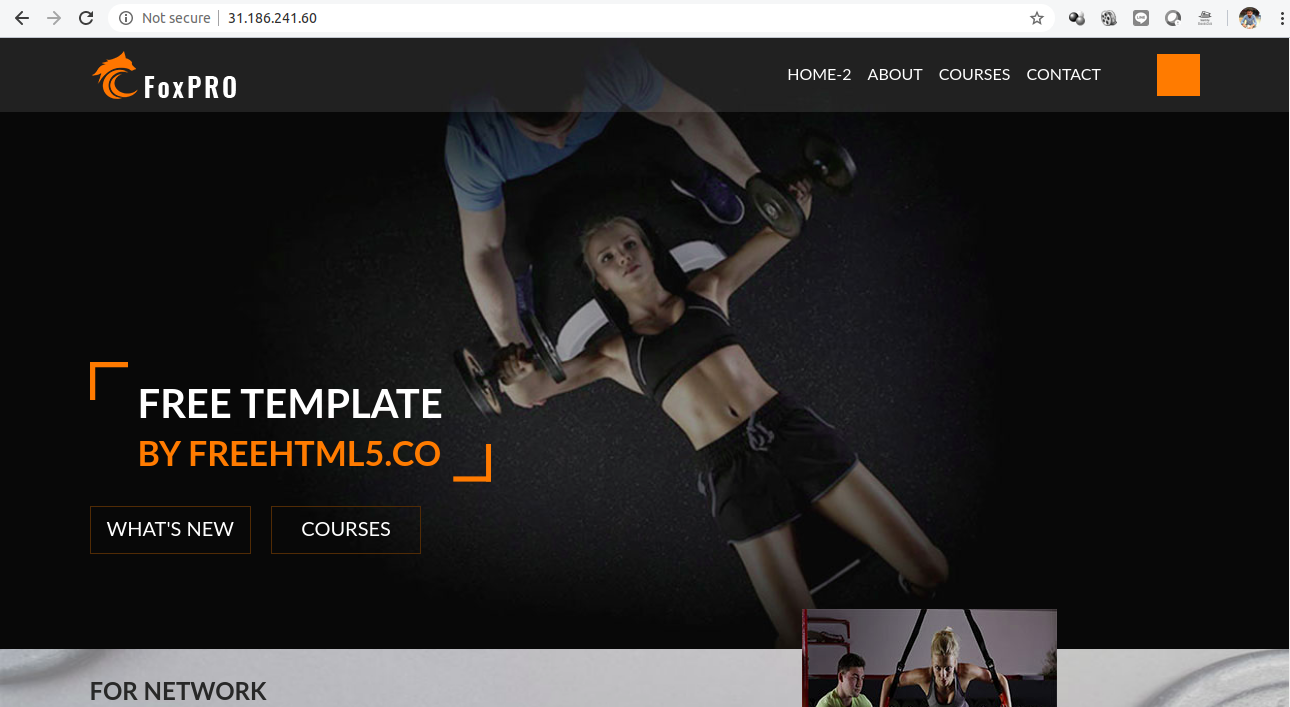 Not secure 31.186.241.60
FoxPRO
HOME-2 ABOUT COURSES CONTACT
FREE TEMPLATE
BY FREEHTML5.CO
WHAT'S NEW COURSES
FOR NETWORK